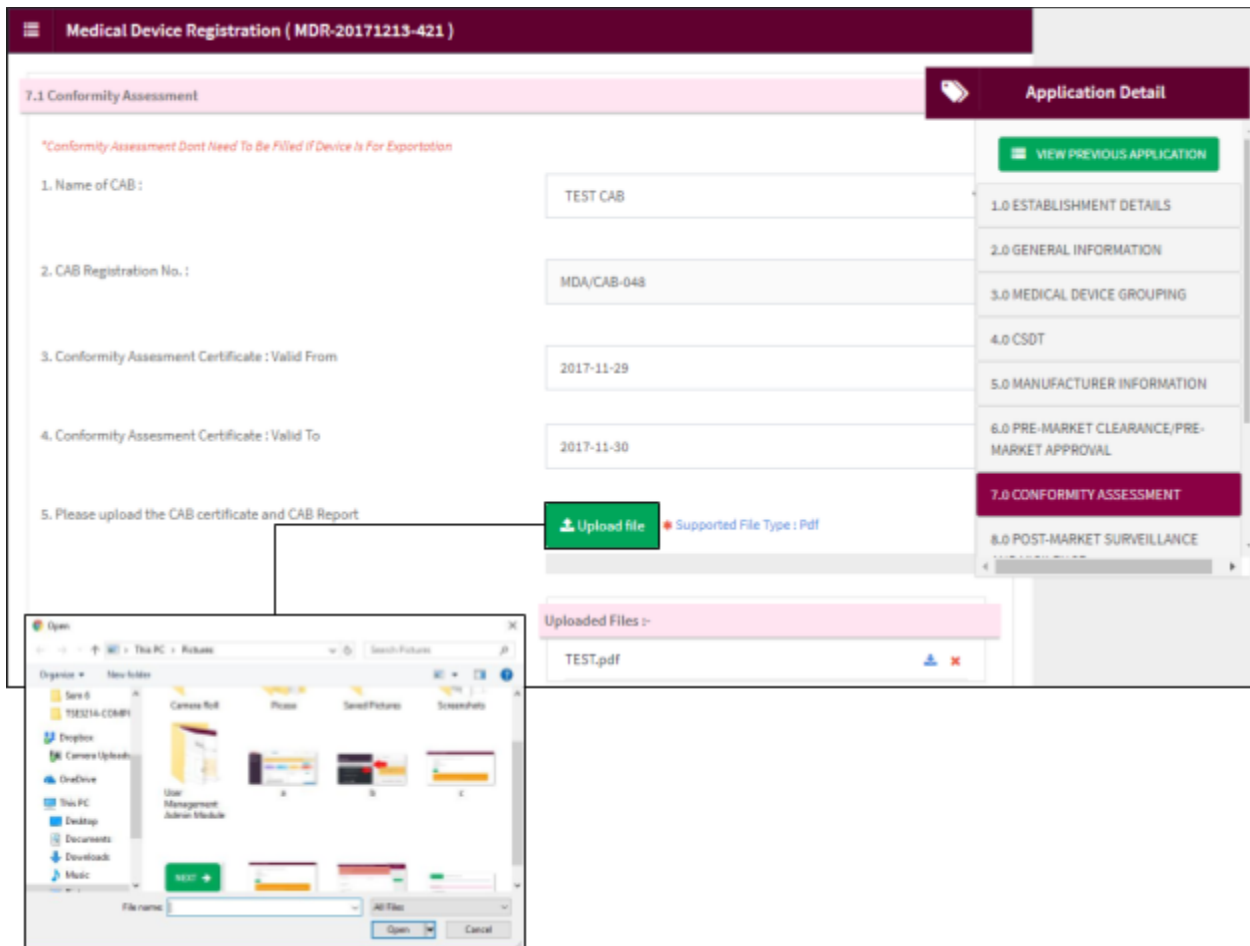 Medical Device Registration ( MDR-20171213-421 )
7.1 Conformity Assessment
*Conformity Assessment Dont Need To Be Filled If Device Is For Exportation
1. Name of CAB :
TEST CAB
2. CAB Registration No. :
MDA/CAB-048
3. Conformity Assesment Certificate : Valid From
2017-11-29
4. Conformity Assesment Certificate : Valid To
2017-11-30
5. Please upload the CAB certificate and CAB Report
Upload file
* Supported File Type : Pdf
Uploaded Files :-
TEST.pdf
Application Detail
VIEW PREVIOUS APPLICATION
1.0 ESTABLISHMENT DETAILS
2.0 GENERAL INFORMATION
3.0 MEDICAL DEVICE GROUPING
4.0 CSDT
5.0 MANUFACTURER INFORMATION
6.0 PRE-MARKET CLEARANCE/PRE-
MARKET APPROVAL
7.0 CONFORMITY ASSESSMENT
8.0 POST-MARKET SURVEILLANCE
Open
This PC › Pictures
Search Pictures
Organize
New folder
Sem 6
Dropbox
Camera Uploads
OneDrive
This PC
Desktop
Documents
Downloads
Music
Camera Roll
Picasa
Saved Pictures
Screenshots
User
Management
Admin Module
a
b
c
NEXT
File name:
All Files
Open
Cancel